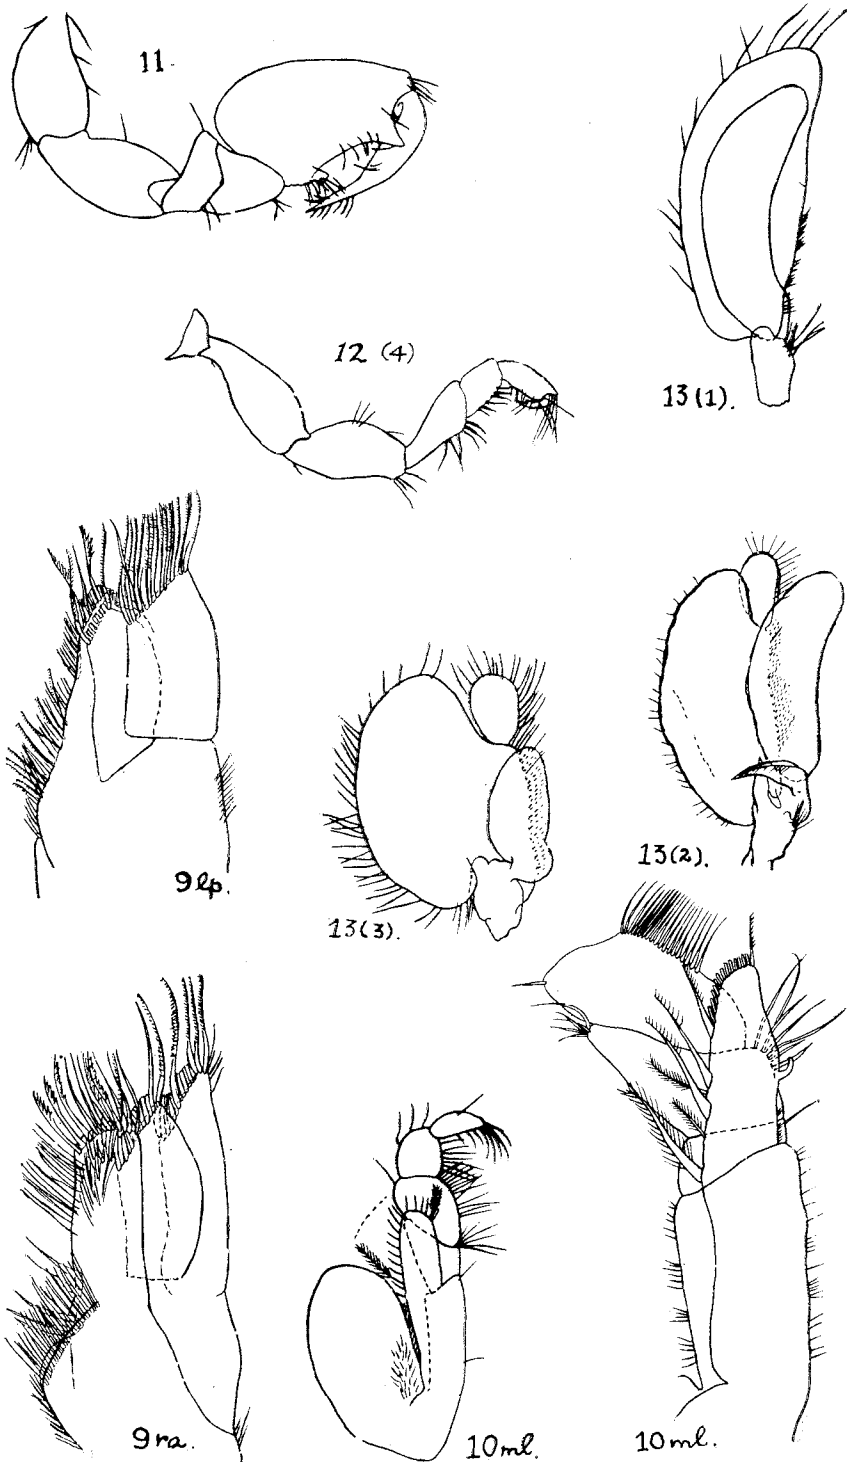 11.
12 (4)
13(1).
9 lp.
13(3).
13(2).
9 ra.
10 ml.
10 ml.